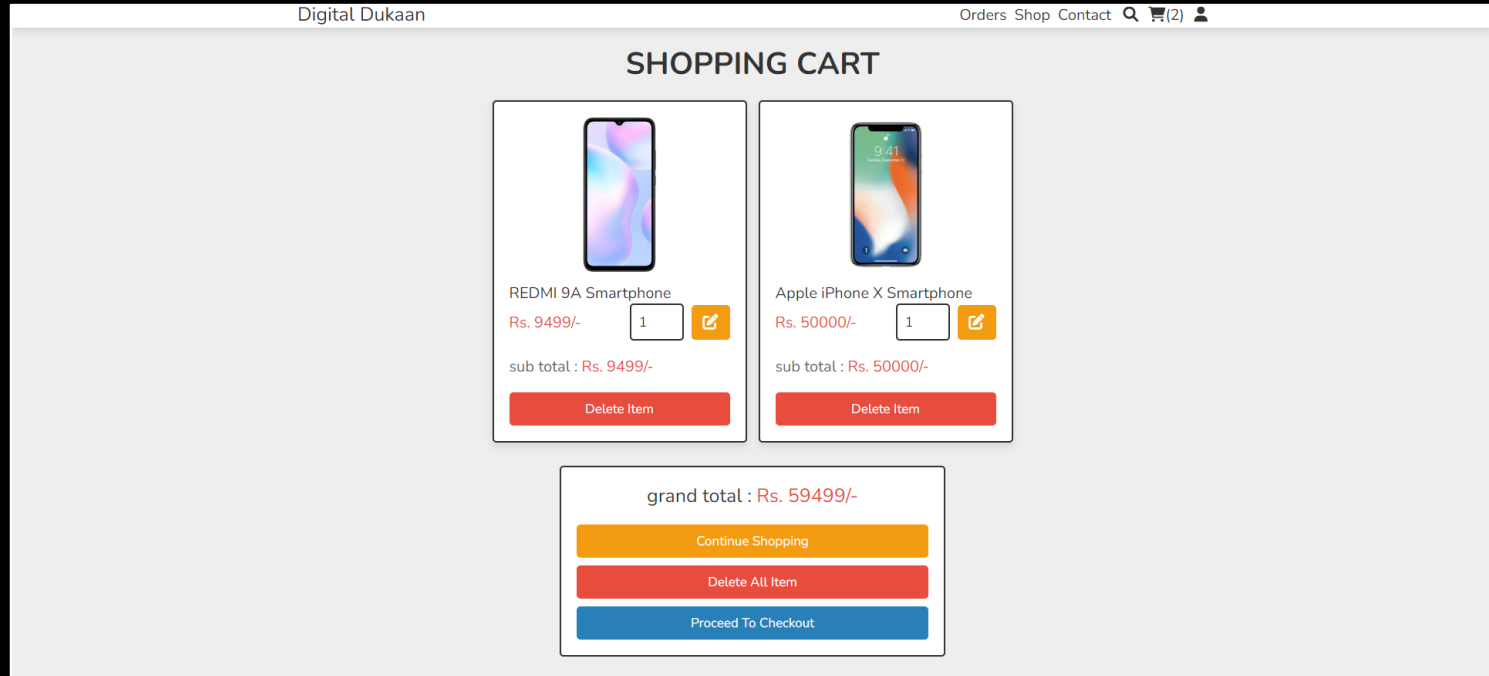 Digital Dukaan Orders Shop Contact (2)
SHOPPING CART
9:41
REDMI 9A Smartphone
Rs. 9499/- 1
sub total : Rs. 9499/-
Delete Item
Apple iPhone X Smartphone
Rs. 50000/- 1
sub total : Rs. 50000/-
Delete Item
grand total : Rs. 59499/-
Continue Shopping
Delete All Item
Proceed To Checkout